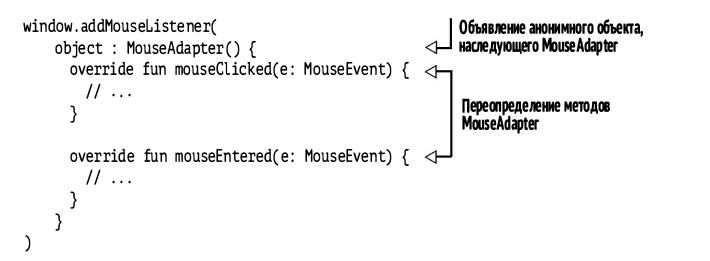 window.addMouseListener(
object : MouseAdapter() {
override fun mouseClicked(e: MouseEvent) {
// ...
}
override fun mouseEntered(e: MouseEvent) {
// ...
}
}
)
Объявление анонимного объекта,
наследующего MouseAdapter
Переопределение методов
MouseAdapter